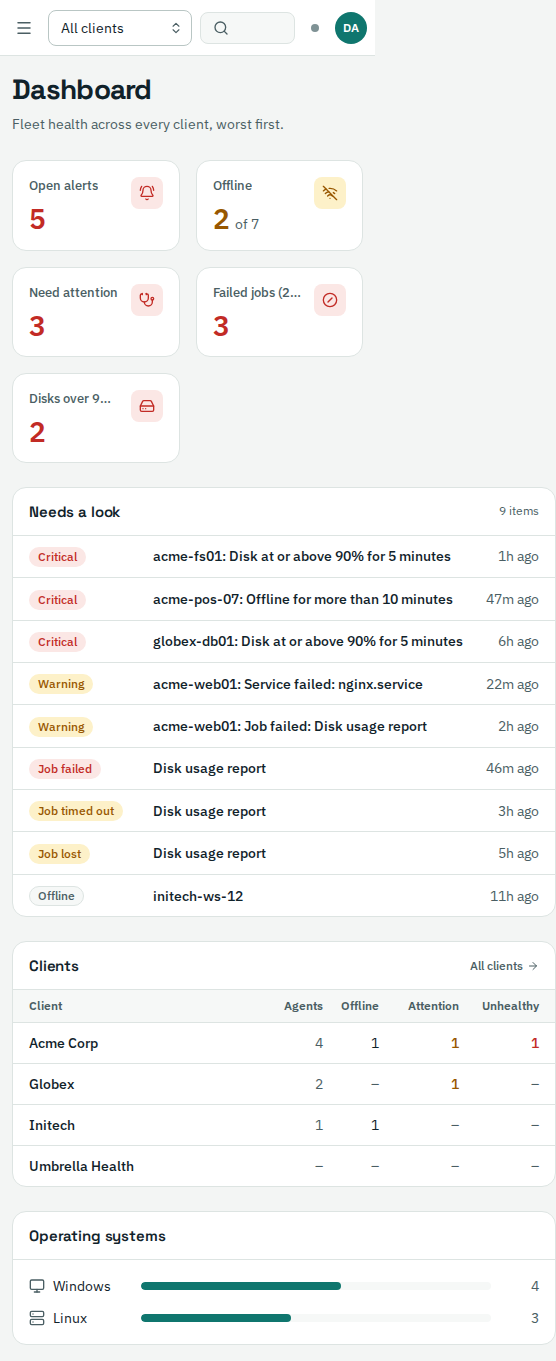 All clients
DA
Dashboard
Fleet health across every client, worst first.
Open alerts
5
Offline
2 of 7
Need attention
3
Failed jobs (2...
3
Disks over 9...
2
Needs a look
9 items
Critical acme-fs01: Disk at or above 90% for 5 minutes 1h ago
Critical acme-pos-07: Offline for more than 10 minutes 47m ago
Critical globex-db01: Disk at or above 90% for 5 minutes 6h ago
Warning acme-web01: Service failed: nginx.service 22m ago
Warning acme-web01: Job failed: Disk usage report 2h ago
Job failed Disk usage report 46m ago
Job timed out Disk usage report 3h ago
Job lost Disk usage report 5h ago
Offline initech-ws-12 11h ago
Clients
All clients →
Client Agents Offline Attention Unhealthy
Acme Corp 4 1 1 1
Globex 2 – 1 –
Initech 1 1 – –
Umbrella Health – – – –
Operating systems
Windows 4
Linux 3